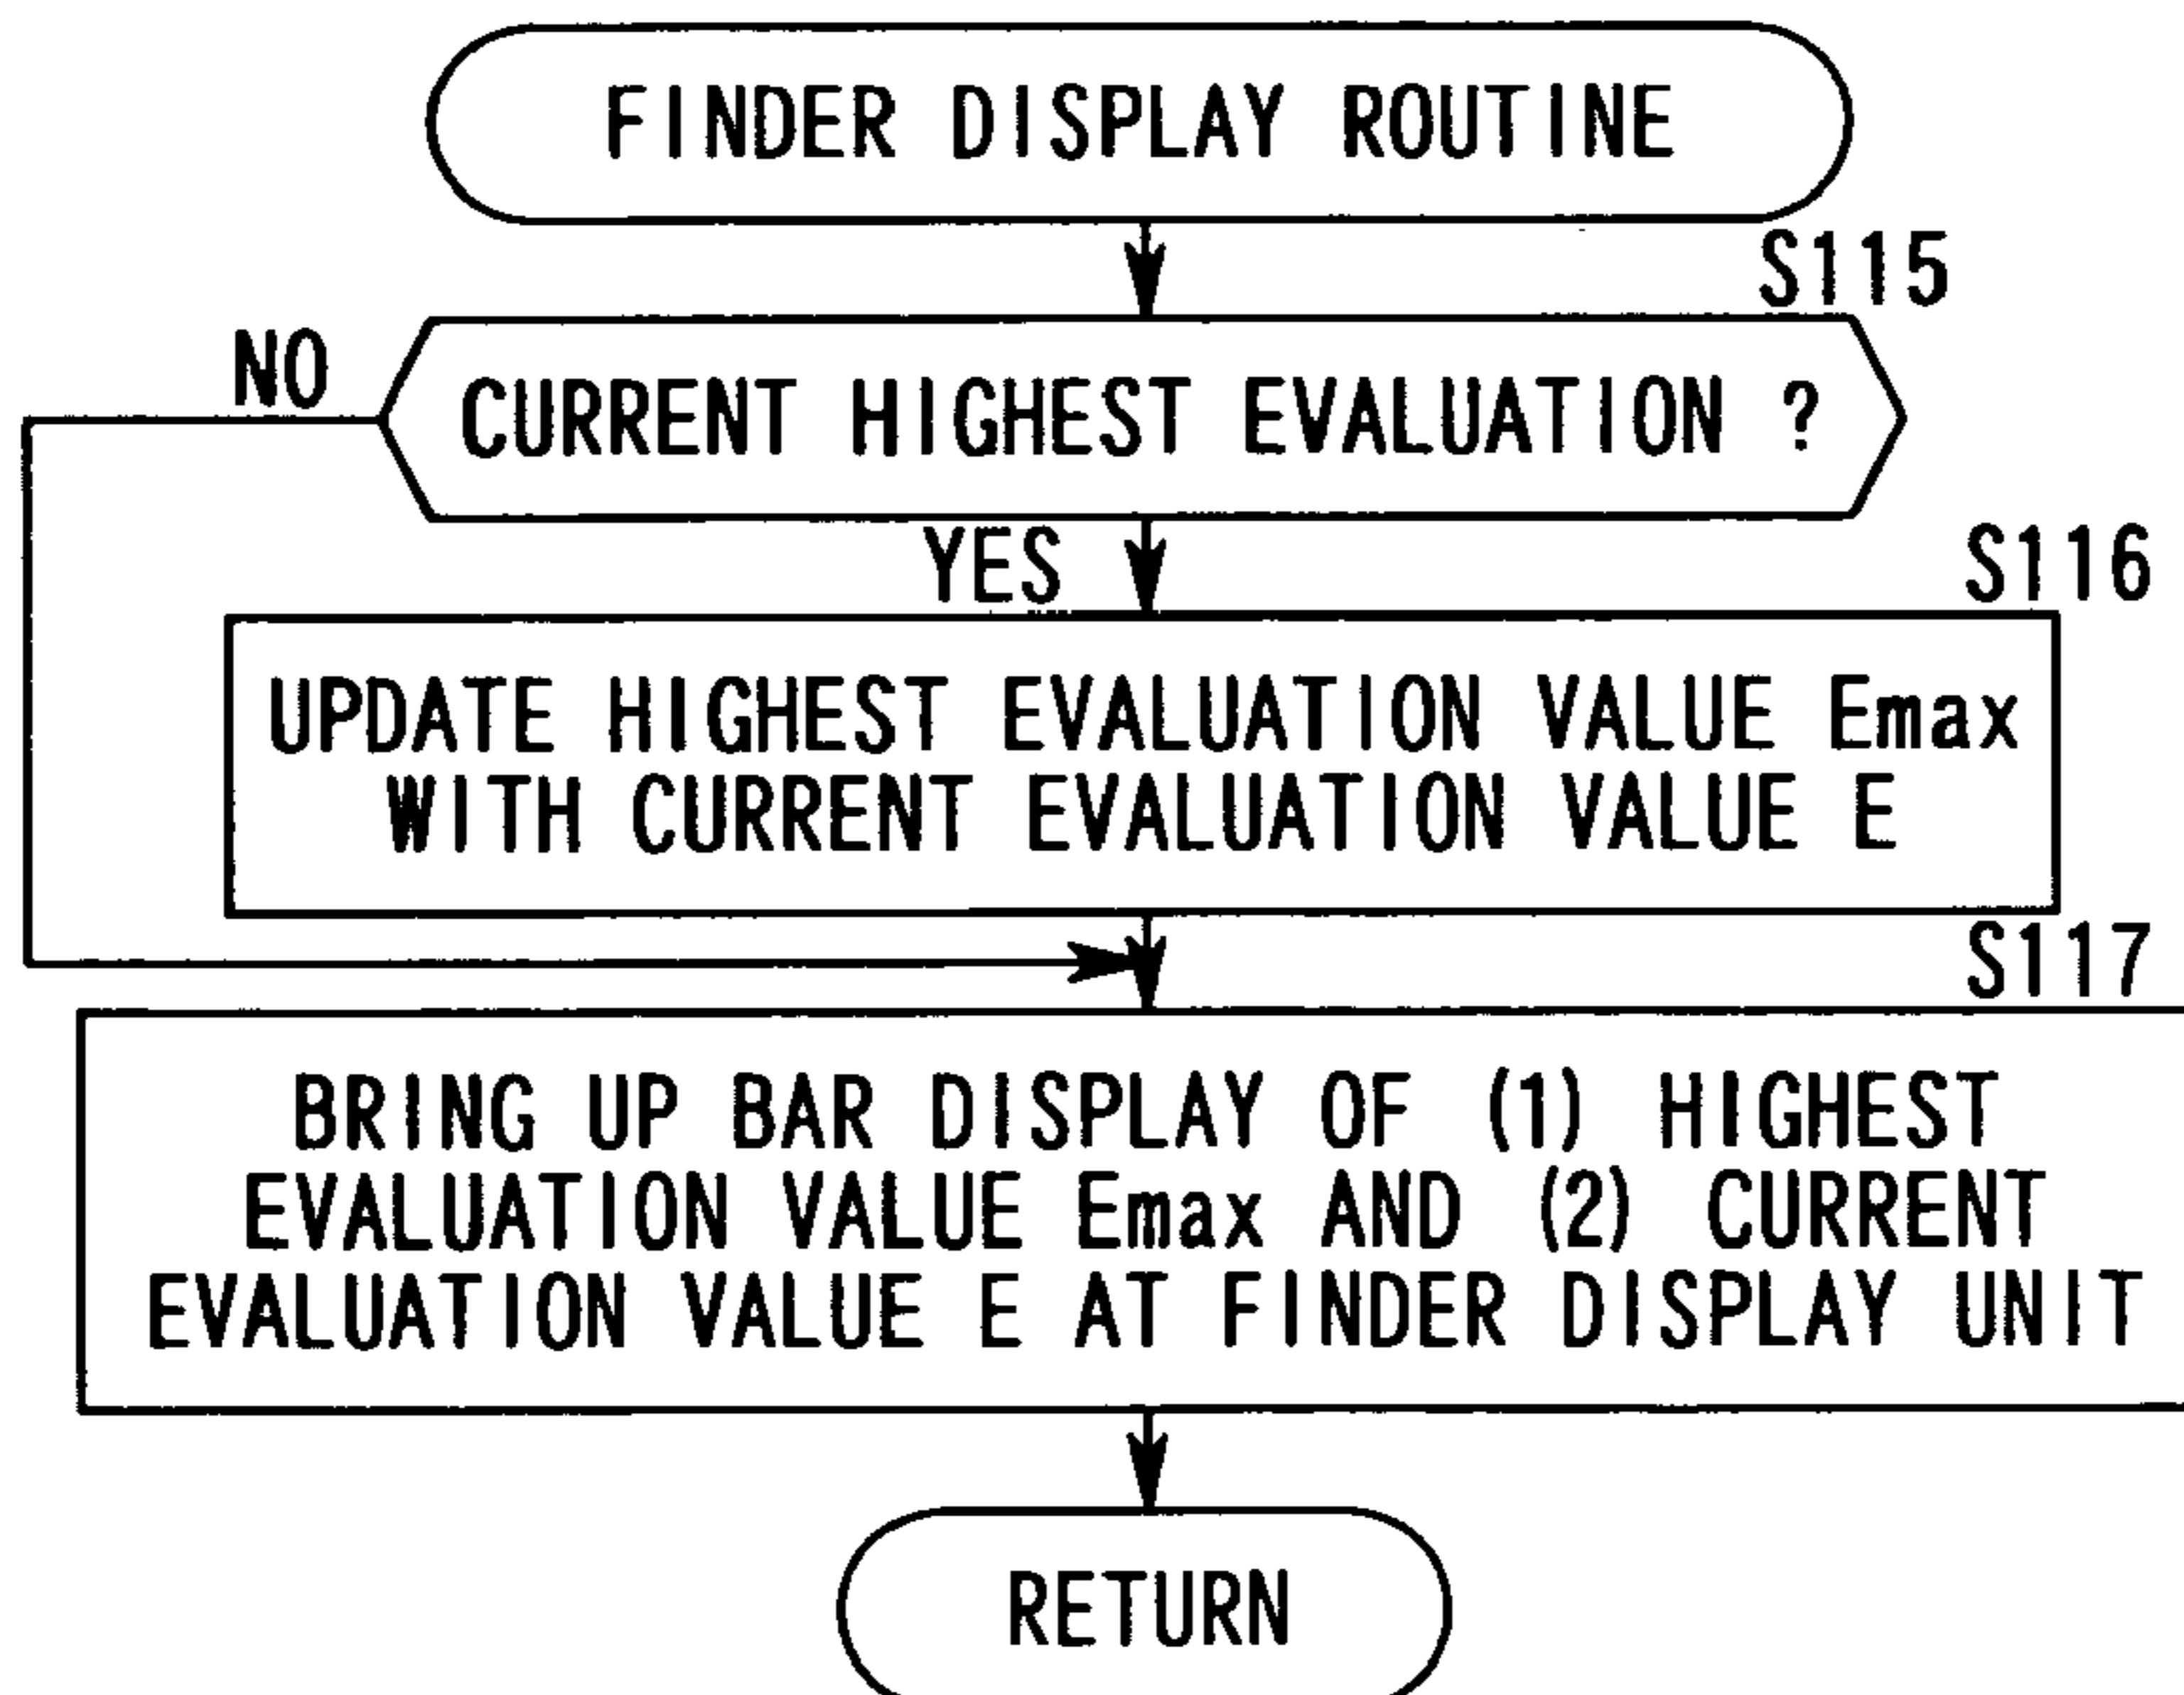 FINDER DISPLAY ROUTINE
S115
NO
CURRENT HIGHEST EVALUATION ?
YES
S116
UPDATE HIGHEST EVALUATION VALUE Emax
WITH CURRENT EVALUATION VALUE E
S117
BRING UP BAR DISPLAY OF (1) HIGHEST
EVALUATION VALUE Emax AND (2) CURRENT
EVALUATION VALUE E AT FINDER DISPLAY UNIT
RETURN